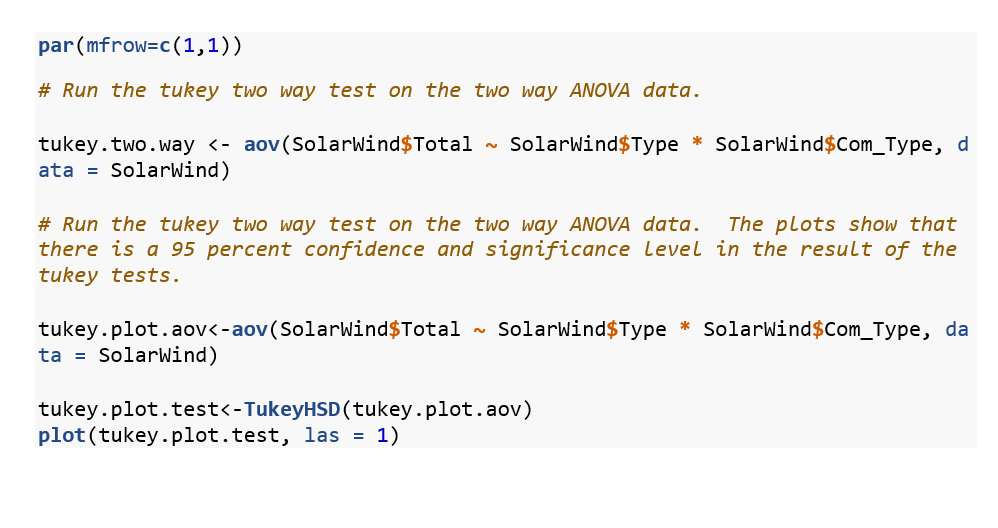 par(mfrow=c(1,1))
# Run the tukey two way test on the two way ANOVA data.
tukey.two.way <- aov(SolarWind$Total ~ SolarWind$Type * SolarWind$Com_Type, d
ata = SolarWind)
# Run the tukey two way test on the two way ANOVA data.  The plots show that
there is a 95 percent confidence and significance level in the result of the
tukey tests.
tukey.plot.aov<-aov(SolarWind$Total ~ SolarWind$Type * SolarWind$Com_Type, da
ta = SolarWind)
tukey.plot.test<-TukeyHSD(tukey.plot.aov)
plot(tukey.plot.test, las = 1)